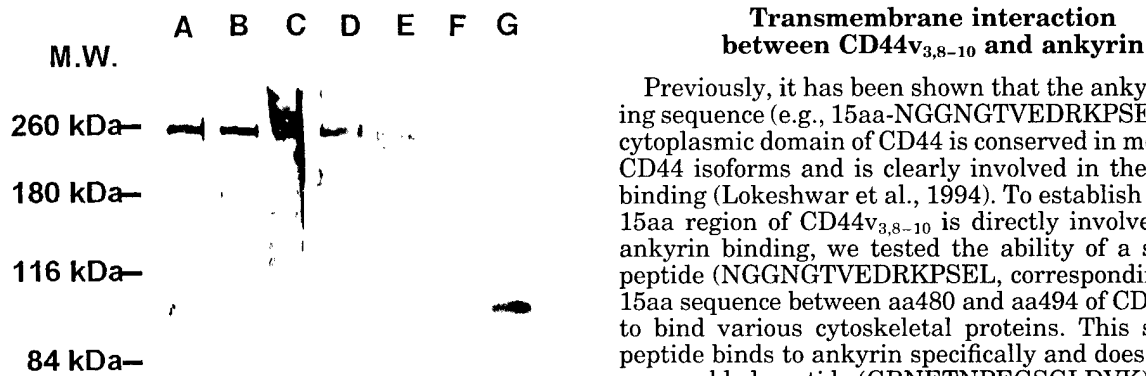 A B C D E F G
M.W.
260 kDa
180 kDa
116 kDa
84 kDa
Transmembrane interaction
between CD44v3,8–10 and ankyrin
Previously, it has been shown that the
ing sequence (e.g., 15aa-NGGNGTVEDRKPSE
cytoplasmic domain of CD44 is conserved in
CD44 isoforms and is clearly involved in the
binding (Lokeshwar et al., 1994). To establish
15aa region of CD44v3,8–10 is directly
ankyrin binding, we tested the ability of a
peptide (NGGNGTVEDRKPSEL,
15aa sequence between aa480 and aa494 of
to bind various cytoskeletal proteins. This
peptide binds to ankyrin specifically and does